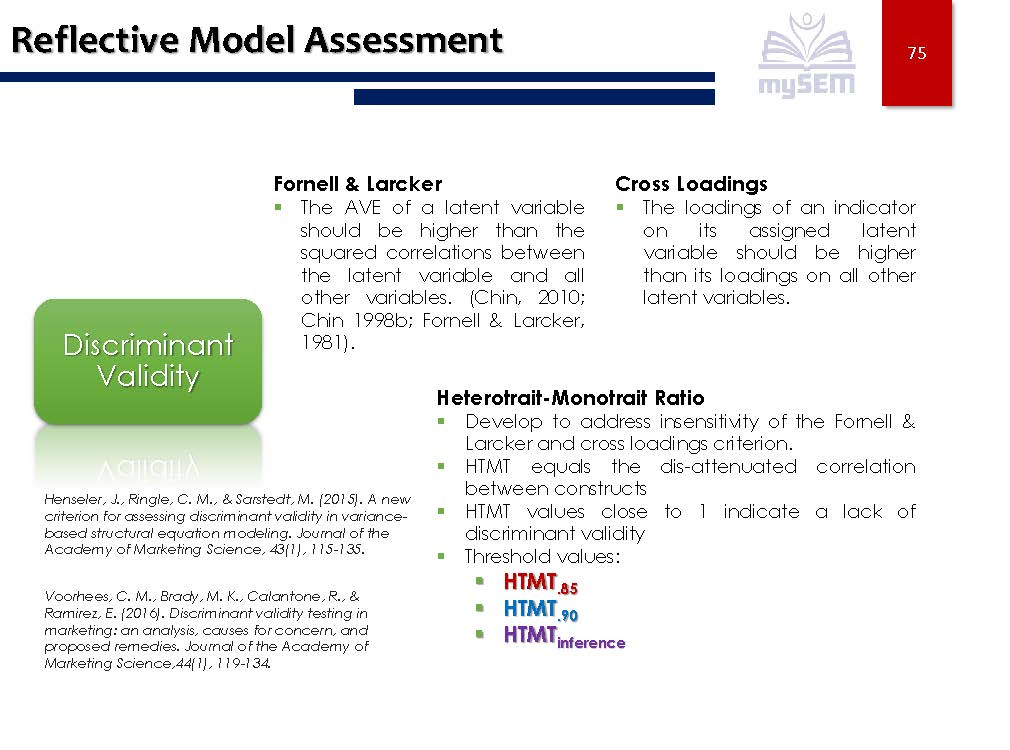 Reflective Model Assessment
mySEM
75
Fornell & Larcker
▪ The AVE of a latent variable
should be higher than the
squared correlations between
the latent variable and all
other variables. (Chin, 2010;
Chin 1998b; Fornell & Larcker,
1981).
Cross Loadings
▪ The loadings of an indicator
on its assigned latent
variable should be higher
than its loadings on all other
latent variables.
Discriminant
Validity
Heterotrait-Monotrait Ratio
▪ Develop to address insensitivity of the Fornell &
Larcker and cross loadings criterion.
▪ HTMT equals the dis-attenuated correlation
between constructs
▪ HTMT values close to 1 indicate a lack of
discriminant validity
▪ Threshold values:
▪ HTMT.85
▪ HTMT.90
▪ HTMTinference
Henseler, J., Ringle, C. M., & Sarstedt, M. (2015). A new
criterion for assessing discriminant validity in variance-
based structural equation modeling. Journal of the
Academy of Marketing Science, 43(1), 115-135.
Voorhees, C. M., Brady, M. K., Calantone, R., &
Ramirez, E. (2016). Discriminant validity testing in
marketing: an analysis, causes for concern, and
proposed remedies. Journal of the Academy of
Marketing Science,44(1), 119-134.